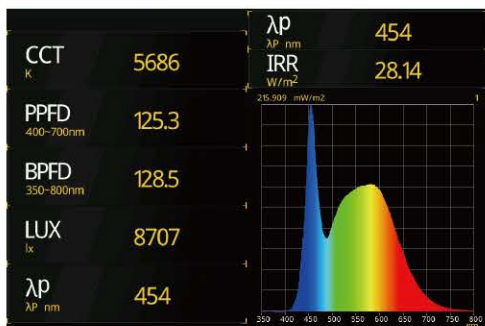 CCT
K
5686
PPFD
400~700nm
125.3
BPFD
350~800nm
128.5
LUX
lx
8707
λp
λP nm
454
λp
λP nm
454
IRR
W/m2
28.14
215.909 mW/m2 1
350 400 450 500 550 600 650 700 750 800
nm